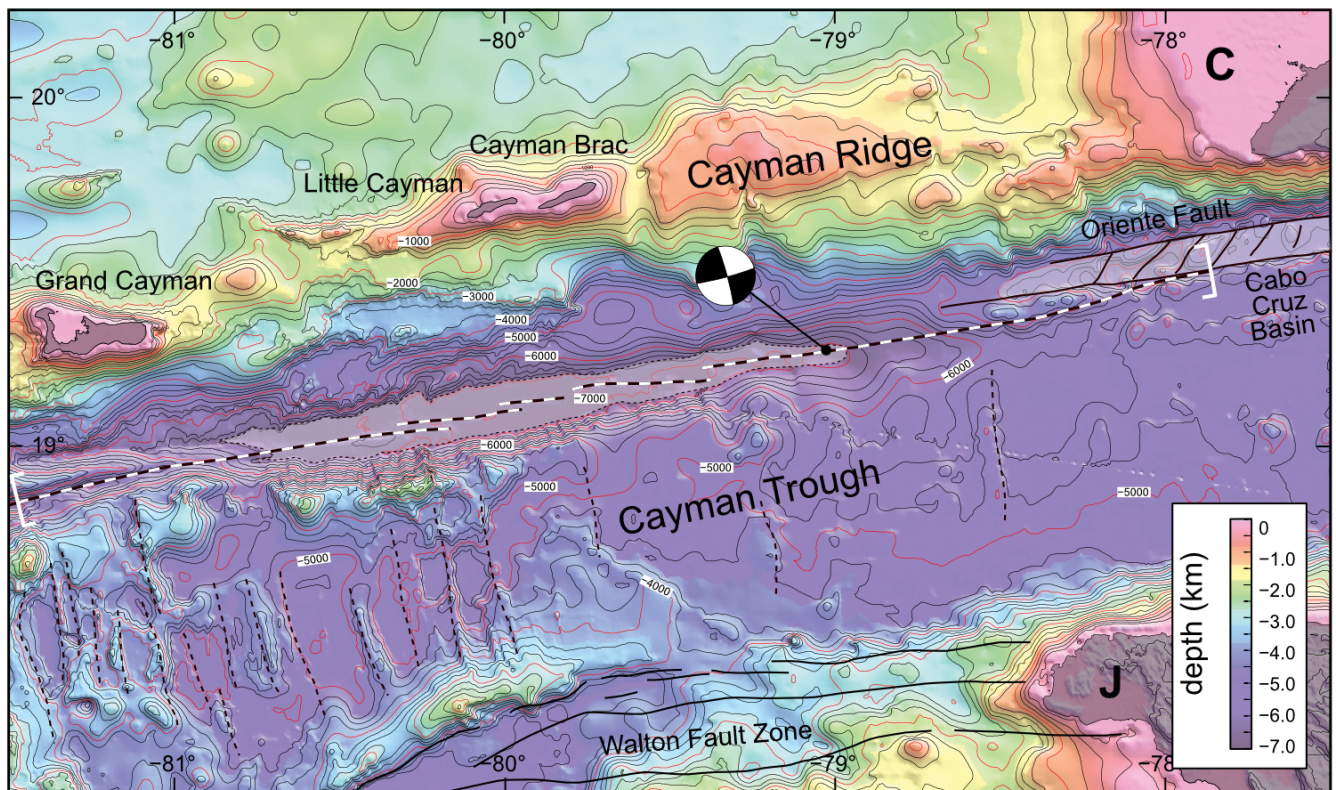 −81°
−80°
−79°
−78°
C
20°
Cayman Brac
Cayman Ridge
Little Cayman
−1000
Oriente Fault
Grand Cayman
−2000
−3000
Cabo
Cruz
Basin
−4000
−5000
−6000
−6000
−7000
19°
−6000
−5000
−5000
Cayman Trough
−5000
−5000
−4000
0
−1.0
−2.0
−3.0
−4.0
−5.0
−6.0
−7.0
depth (km)
J
Walton Fault Zone
−81°
−80°
−79°
−78